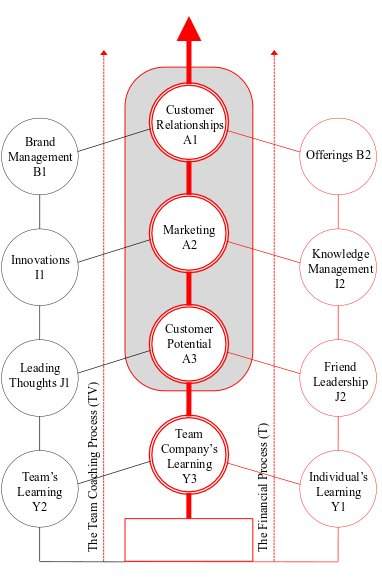 Customer
Relationships
A1
Brand
Management
B1
Offerings B2
Marketing
A2
Innovations
I1
Knowledge
Management
I2
Customer
Potential
A3
Leading
Thoughts J1
Friend
Leadership
J2
Team
Company's
Learning
Y3
Team's
Learning
Y2
Individual's
Learning
Y1
The Team Coaching Process (TV)
The Financial Process (T)